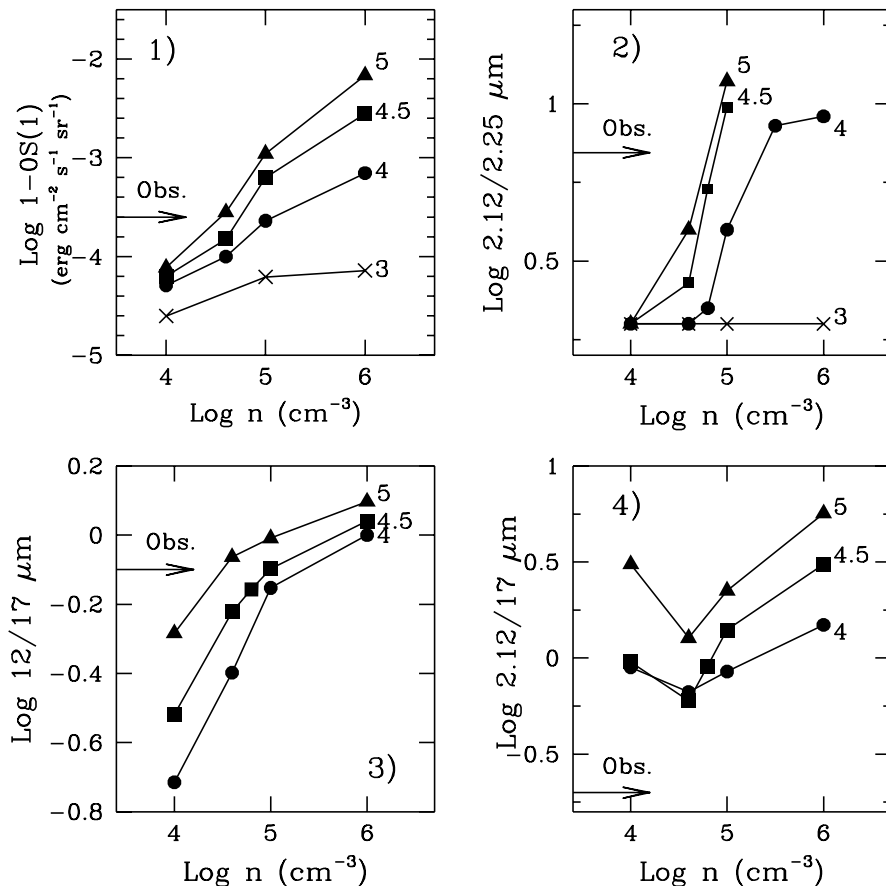 1)
Log 1-0S(1)
(erg cm⁻² s⁻¹ sr⁻¹)
-2
-3
-4
-5
Obs.
5
4.5
4
3
4 5 6
Log n (cm⁻³)
2)
Log 2.12/2.25 μm
1
0.5
Obs.
5
4.5
4
3
4 5 6
Log n (cm⁻³)
Log 12/17 μm
0.2
0
-0.2
-0.4
-0.6
-0.8
Obs.
5
4.5
4
3)
4 5 6
Log n (cm⁻³)
4)
Log 2.12/17 μm
1
0.5
0
-0.5
Obs.
5
4.5
4
4 5 6
Log n (cm⁻³)